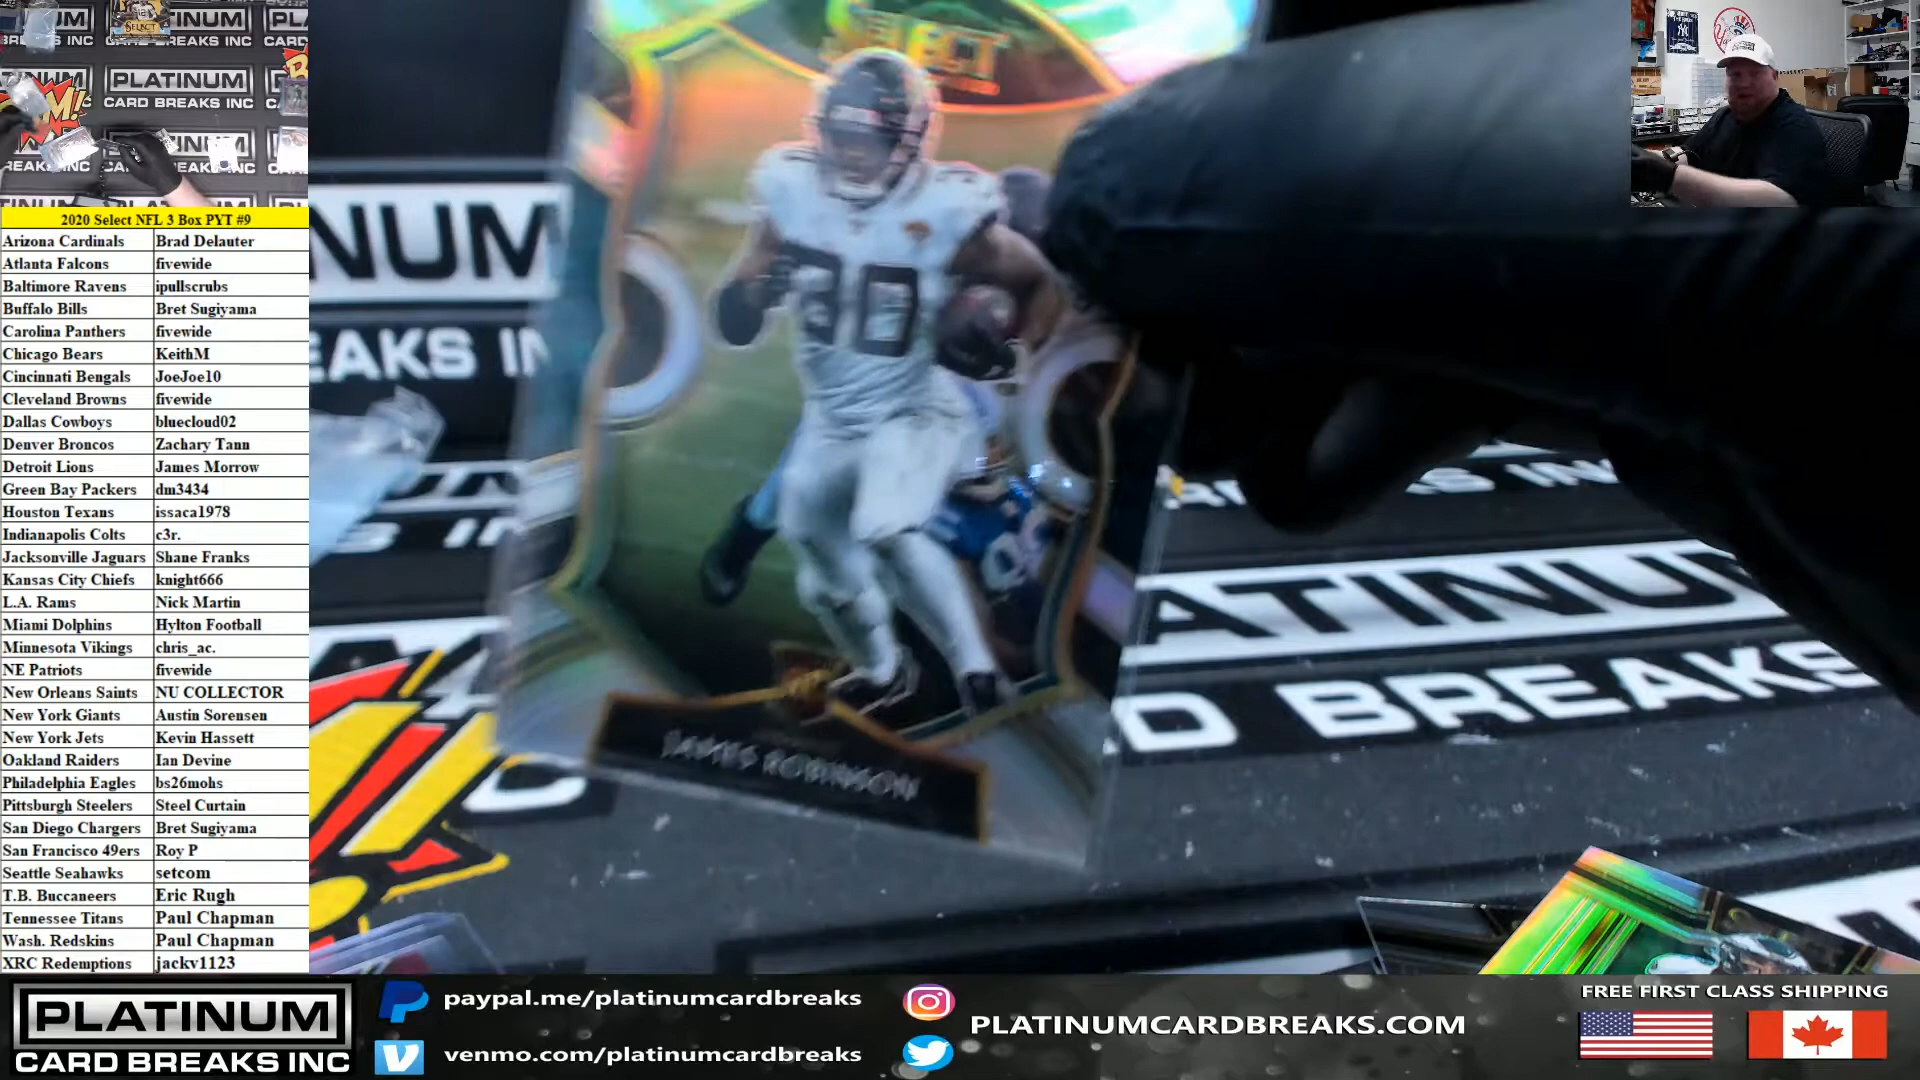 PLATINUM
CARD BREAKS INC
SELECT
2020 Select NFL 3 Box PYT #9
Arizona Cardinals Brad Delauter
Atlanta Falcons fivewide
Baltimore Ravens ipullscrubs
Buffalo Bills Bret Sugiyama
Carolina Panthers fivewide
Chicago Bears KeithM
Cincinnati Bengals JoeJoe10
Cleveland Browns fivewide
Dallas Cowboys bluecloud02
Denver Broncos Zachary Tann
Detroit Lions James Morrow
Green Bay Packers dm3434
Houston Texans issaca1978
Indianapolis Colts c3r.
Jacksonville Jaguars Shane Franks
Kansas City Chiefs knight666
L.A. Rams Nick Martin
Miami Dolphins Hylton Football
Minnesota Vikings chris_ac.
NE Patriots fivewide
New Orleans Saints NU COLLECTOR
New York Giants Austin Sorensen
New York Jets Kevin Hassett
Oakland Raiders Ian Devine
Philadelphia Eagles bs26mohs
Pittsburgh Steelers Steel Curtain
San Diego Chargers Bret Sugiyama
San Francisco 49ers Roy P
Seattle Seahawks setcom
T.B. Buccaneers Eric Rugh
Tennessee Titans Paul Chapman
Wash. Redskins Paul Chapman
XRC Redemptions jackv1123
NUM
EAKS IN
30
JAMES ROBINSON
ATINU
D BREAKS
PLATINUM
CARD BREAKS INC
paypal.me/platinumcardbreaks
venmo.com/platinumcardbreaks
PLATINUMCARDBREAKS.COM
FREE FIRST CLASS SHIPPING